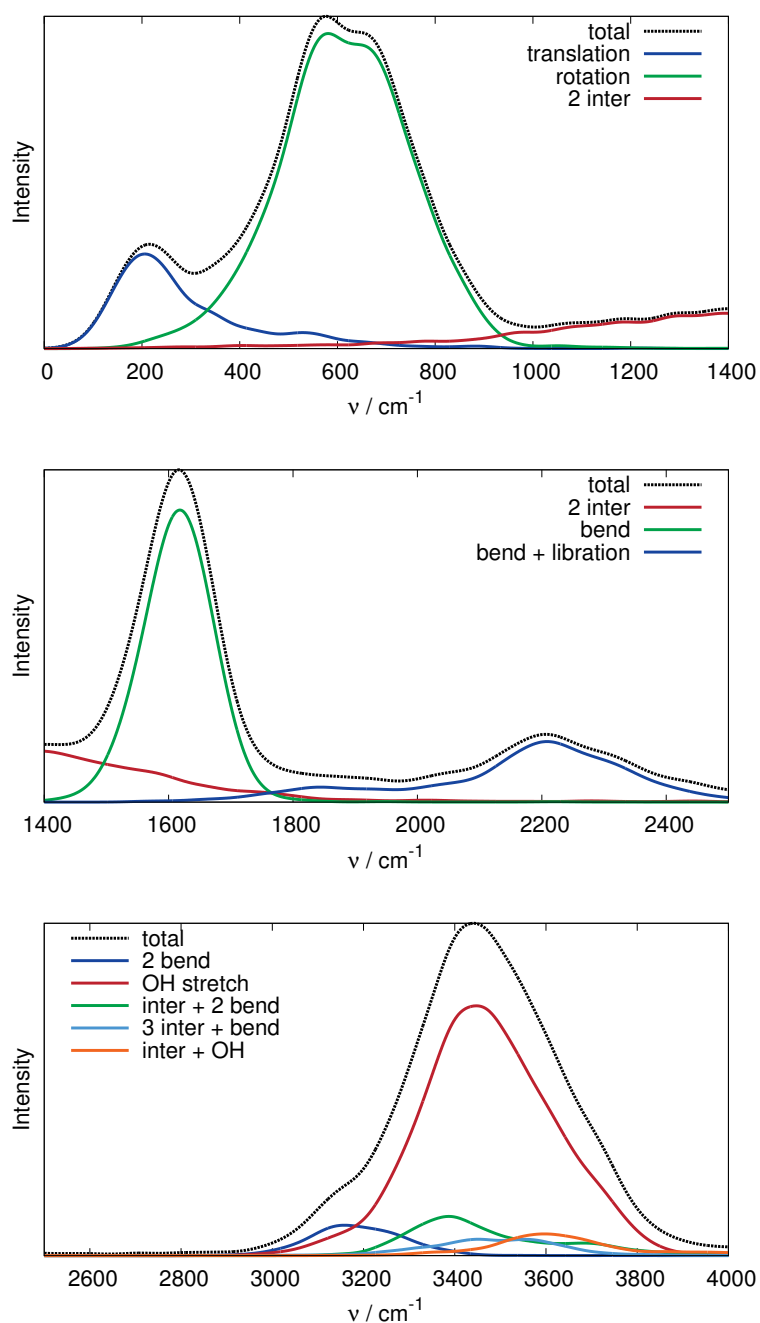 total
translation
rotation
2 inter
Intensity
0 200 400 600 800 1000 1200 1400
ν / cm-1
total
2 inter
bend
bend + libration
Intensity
1400 1600 1800 2000 2200 2400
ν / cm-1
total
2 bend
OH stretch
inter + 2 bend
3 inter + bend
inter + OH
Intensity
2600 2800 3000 3200 3400 3600 3800 4000
ν / cm-1